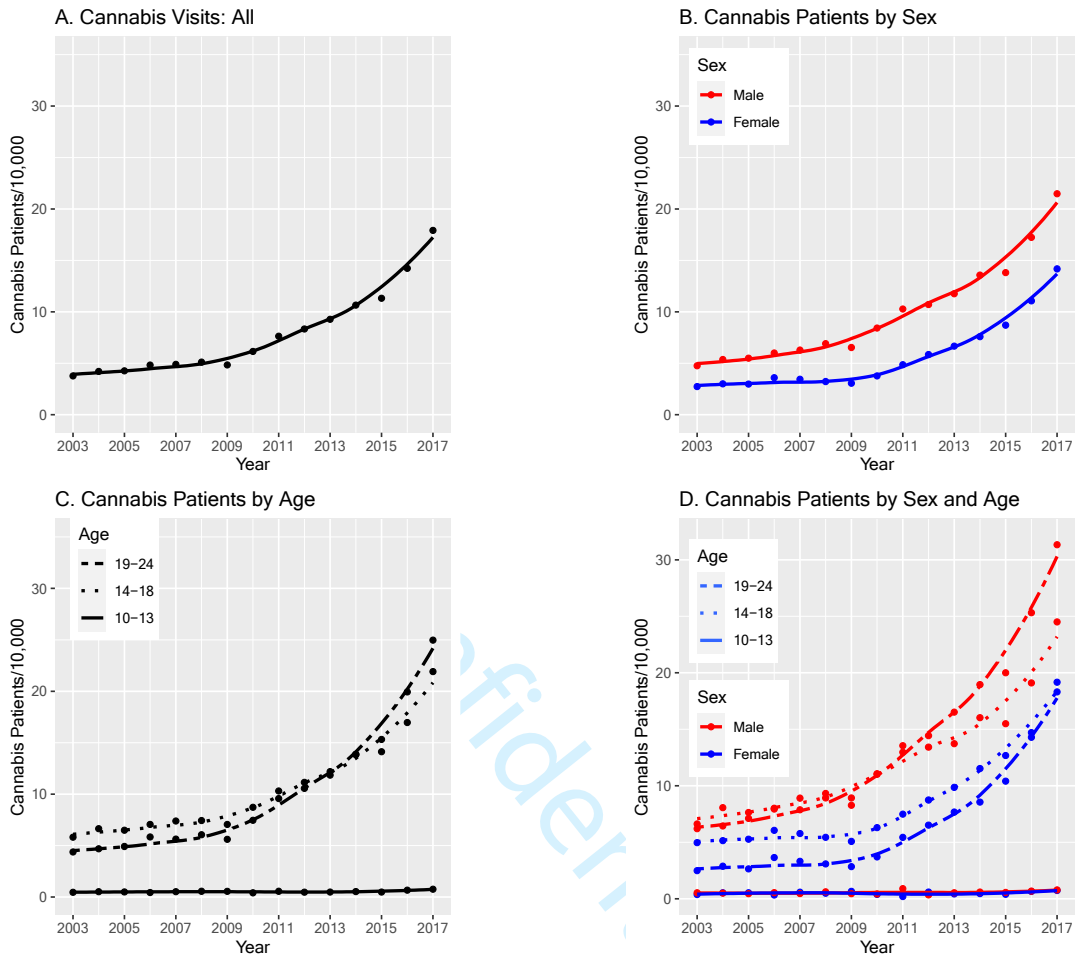 A. Cannabis Visits: All
Cannabis Patients/10,000
30
20
10
0
2003 2005 2007 2009 2011 2013 2015 2017
Year
B. Cannabis Patients by Sex
Cannabis Patients/10,000
Sex
Male
Female
30
20
10
0
2003 2005 2007 2009 2011 2013 2015 2017
Year
C. Cannabis Patients by Age
Cannabis Patients/10,000
Age
19−24
14−18
10−13
30
20
10
0
2003 2005 2007 2009 2011 2013 2015 2017
Year
D. Cannabis Patients by Sex and Age
Cannabis Patients/10,000
Age
19−24
14−18
10−13
Sex
Male
Female
30
20
10
0
2003 2005 2007 2009 2011 2013 2015 2017
Year